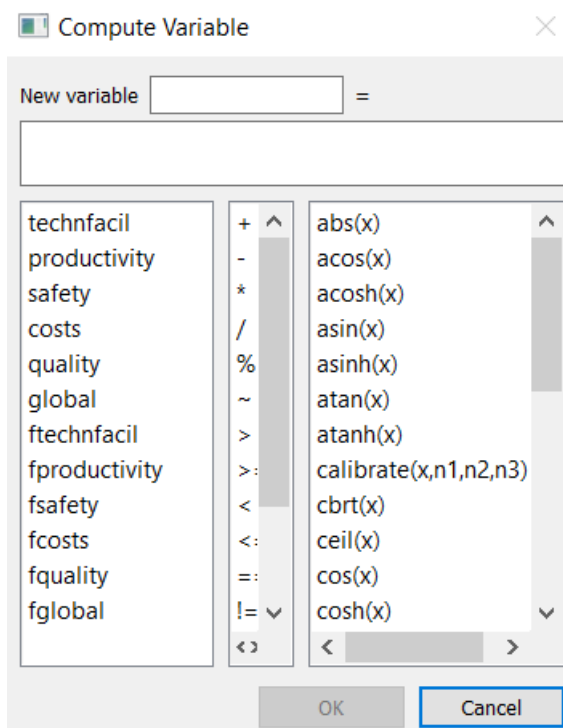 Compute Variable
New variable =
technfacil
productivity
safety
costs
quality
global
ftechnfacil
fproductivity
fsafety
fcosts
fquality
fglobal
+
-
*
/
%
~
>
>=
<
<=
==
!=
abs(x)
acos(x)
acosh(x)
asin(x)
asinh(x)
atan(x)
atanh(x)
calibrate(x,n1,n2,n3)
cbrt(x)
ceil(x)
cos(x)
cosh(x)
OK
Cancel